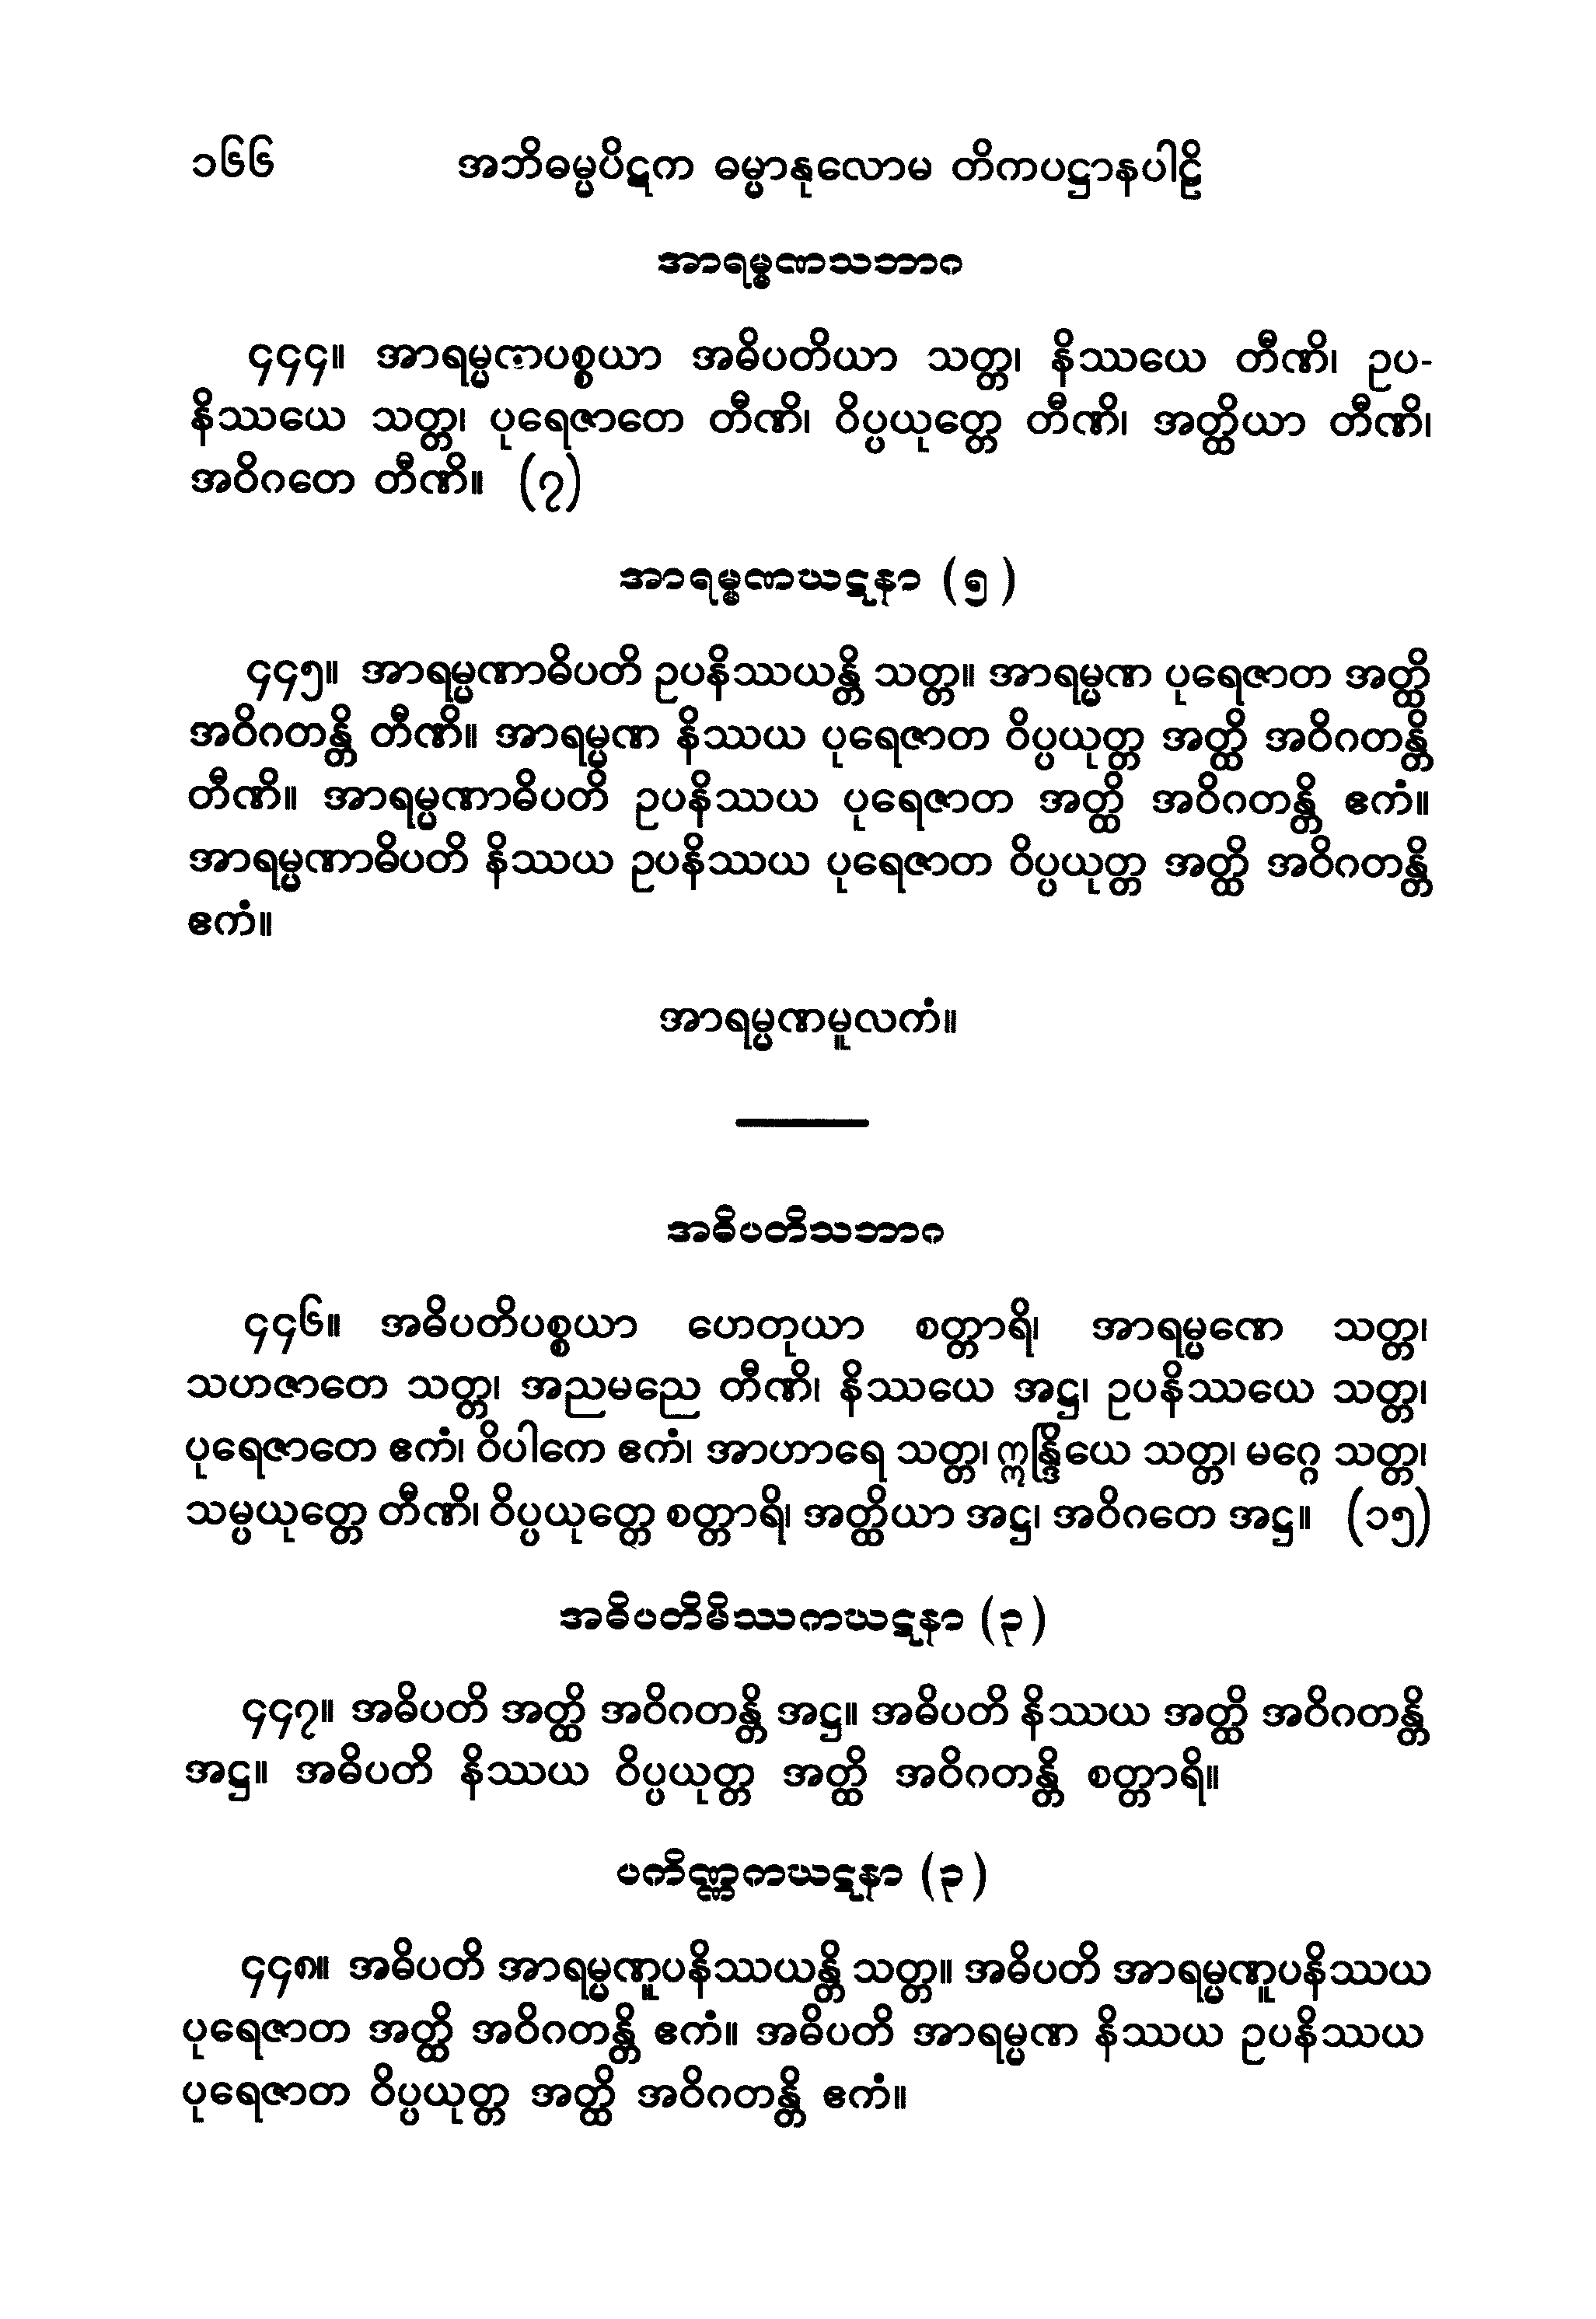 ၁၆၆ အဘိဓမ္မပိဋက ဓမ္မာနုလောမ တိကပဋ္ဌာနပါဠိ
အာရမ္မဏသဘာဂ
၄၄၄။ အာရမ္မဏပစ္စယာ အဓိပတိယာ သတ္တ၊ နိဿယေ တီဏိ၊ ဥပ-
နိဿယေ သတ္တ၊ ပုရေဇာတေ တီဏိ၊ ဝိပ္ပယုတ္တေ တီဏိ၊ အတ္ထိယာ တီဏိ၊
အဝိဂတေ တီဏိ။ (၇)
အာရမ္မဏဃဋနာ (၅)
၄၄၅။ အာရမ္မဏာဓိပတိ ဥပနိဿယန္တိ သတ္တ။ အာရမ္မဏ ပုရေဇာတ အတ္ထိ
အဝိဂတန္တိ တီဏိ။ အာရမ္မဏ နိဿယ ပုရေဇာတ ဝိပ္ပယုတ္တ အတ္ထိ အဝိဂတန္တိ
တီဏိ။ အာရမ္မဏာဓိပတိ ဥပနိဿယ ပုရေဇာတ အတ္ထိ အဝိဂတန္တိ ဧကံ။
အာရမ္မဏာဓိပတိ နိဿယ ဥပနိဿယ ပုရေဇာတ ဝိပ္ပယုတ္တ အတ္ထိ အဝိဂတန္တိ
ဧကံ။
အာရမ္မဏမူလကံ။
အဓိပတိသဘာဂ
၄၄၆။ အဓိပတိပစ္စယာ ဟေတုယာ စတ္တာရိ၊ အာရမ္မဏေ သတ္တ၊
သဟဇာတေ သတ္တ၊ အညမညေ တီဏိ၊ နိဿယေ အဋ္ဌ၊ ဥပနိဿယေ သတ္တ၊
ပုရေဇာတေ ဧကံ၊ ဝိပါကေ ဧကံ၊ အာဟာရေ သတ္တ၊ ဣန္ဒြိယေ သတ္တ၊ မဂ္ဂေ သတ္တ၊
သမ္ပယုတ္တေ တီဏိ၊ ဝိပ္ပယုတ္တေ စတ္တာရိ၊ အတ္ထိယာ အဋ္ဌ၊ အဝိဂတေ အဋ္ဌ။ (၁၅)
အဓိပတိမိဿကဃဋနာ (၃)
၄၄၇။ အဓိပတိ အတ္ထိ အဝိဂတန္တိ အဋ္ဌ။ အဓိပတိ နိဿယ အတ္ထိ အဝိဂတန္တိ
အဋ္ဌ။ အဓိပတိ နိဿယ ဝိပ္ပယုတ္တ အတ္ထိ အဝိဂတန္တိ စတ္တာရိ။
ပကိဏ္ဏကဃဋနာ (၃)
၄၄၈။ အဓိပတိ အာရမ္မဏူပနိဿယန္တိ သတ္တ။ အဓိပတိ အာရမ္မဏူပနိဿယ
ပုရေဇာတ အတ္ထိ အဝိဂတန္တိ ဧကံ။ အဓိပတိ အာရမ္မဏ နိဿယ ဥပနိဿယ
ပုရေဇာတ ဝိပ္ပယုတ္တ အတ္ထိ အဝိဂတန္တိ ဧကံ။